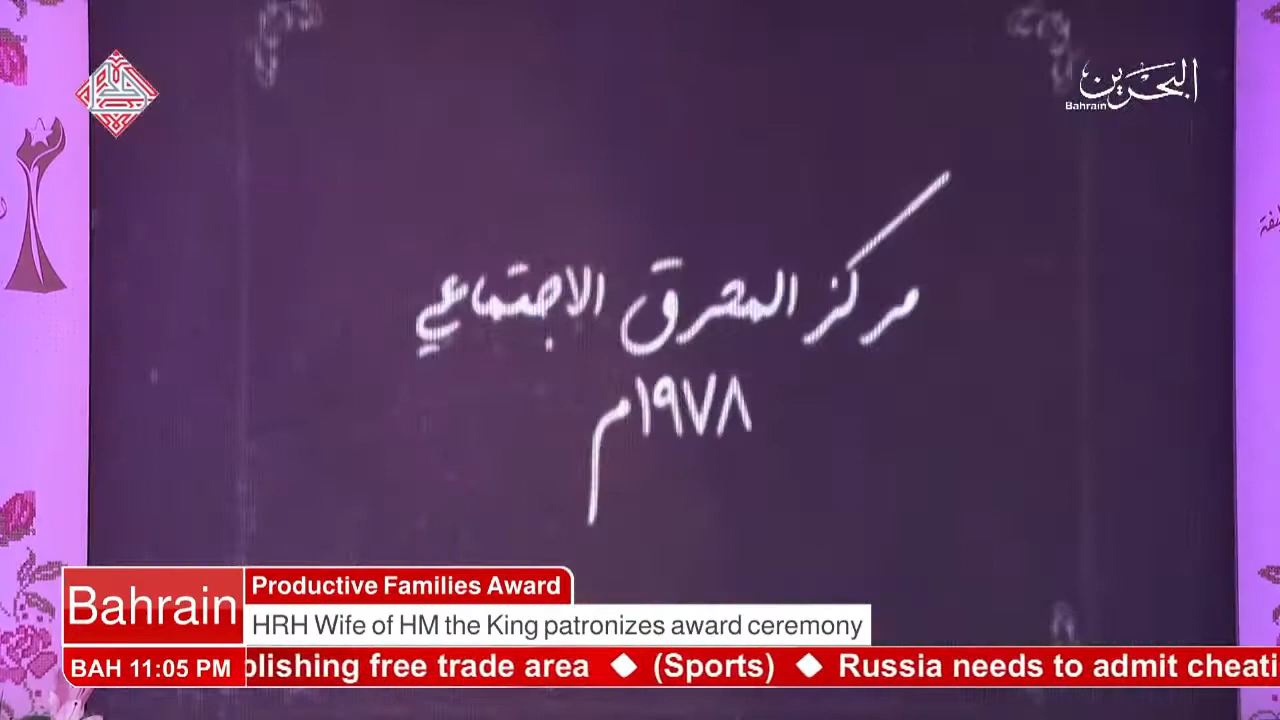 البحرين
Bahrain
مركز المحرق الاجتماعي
١٩٧٨م
Bahrain
Productive Families Award
HRH Wife of HM the King patronizes award ceremony
BAH 11:05 PM
blishing free trade area ◆ (Sports) ◆ Russia needs to admit cheati